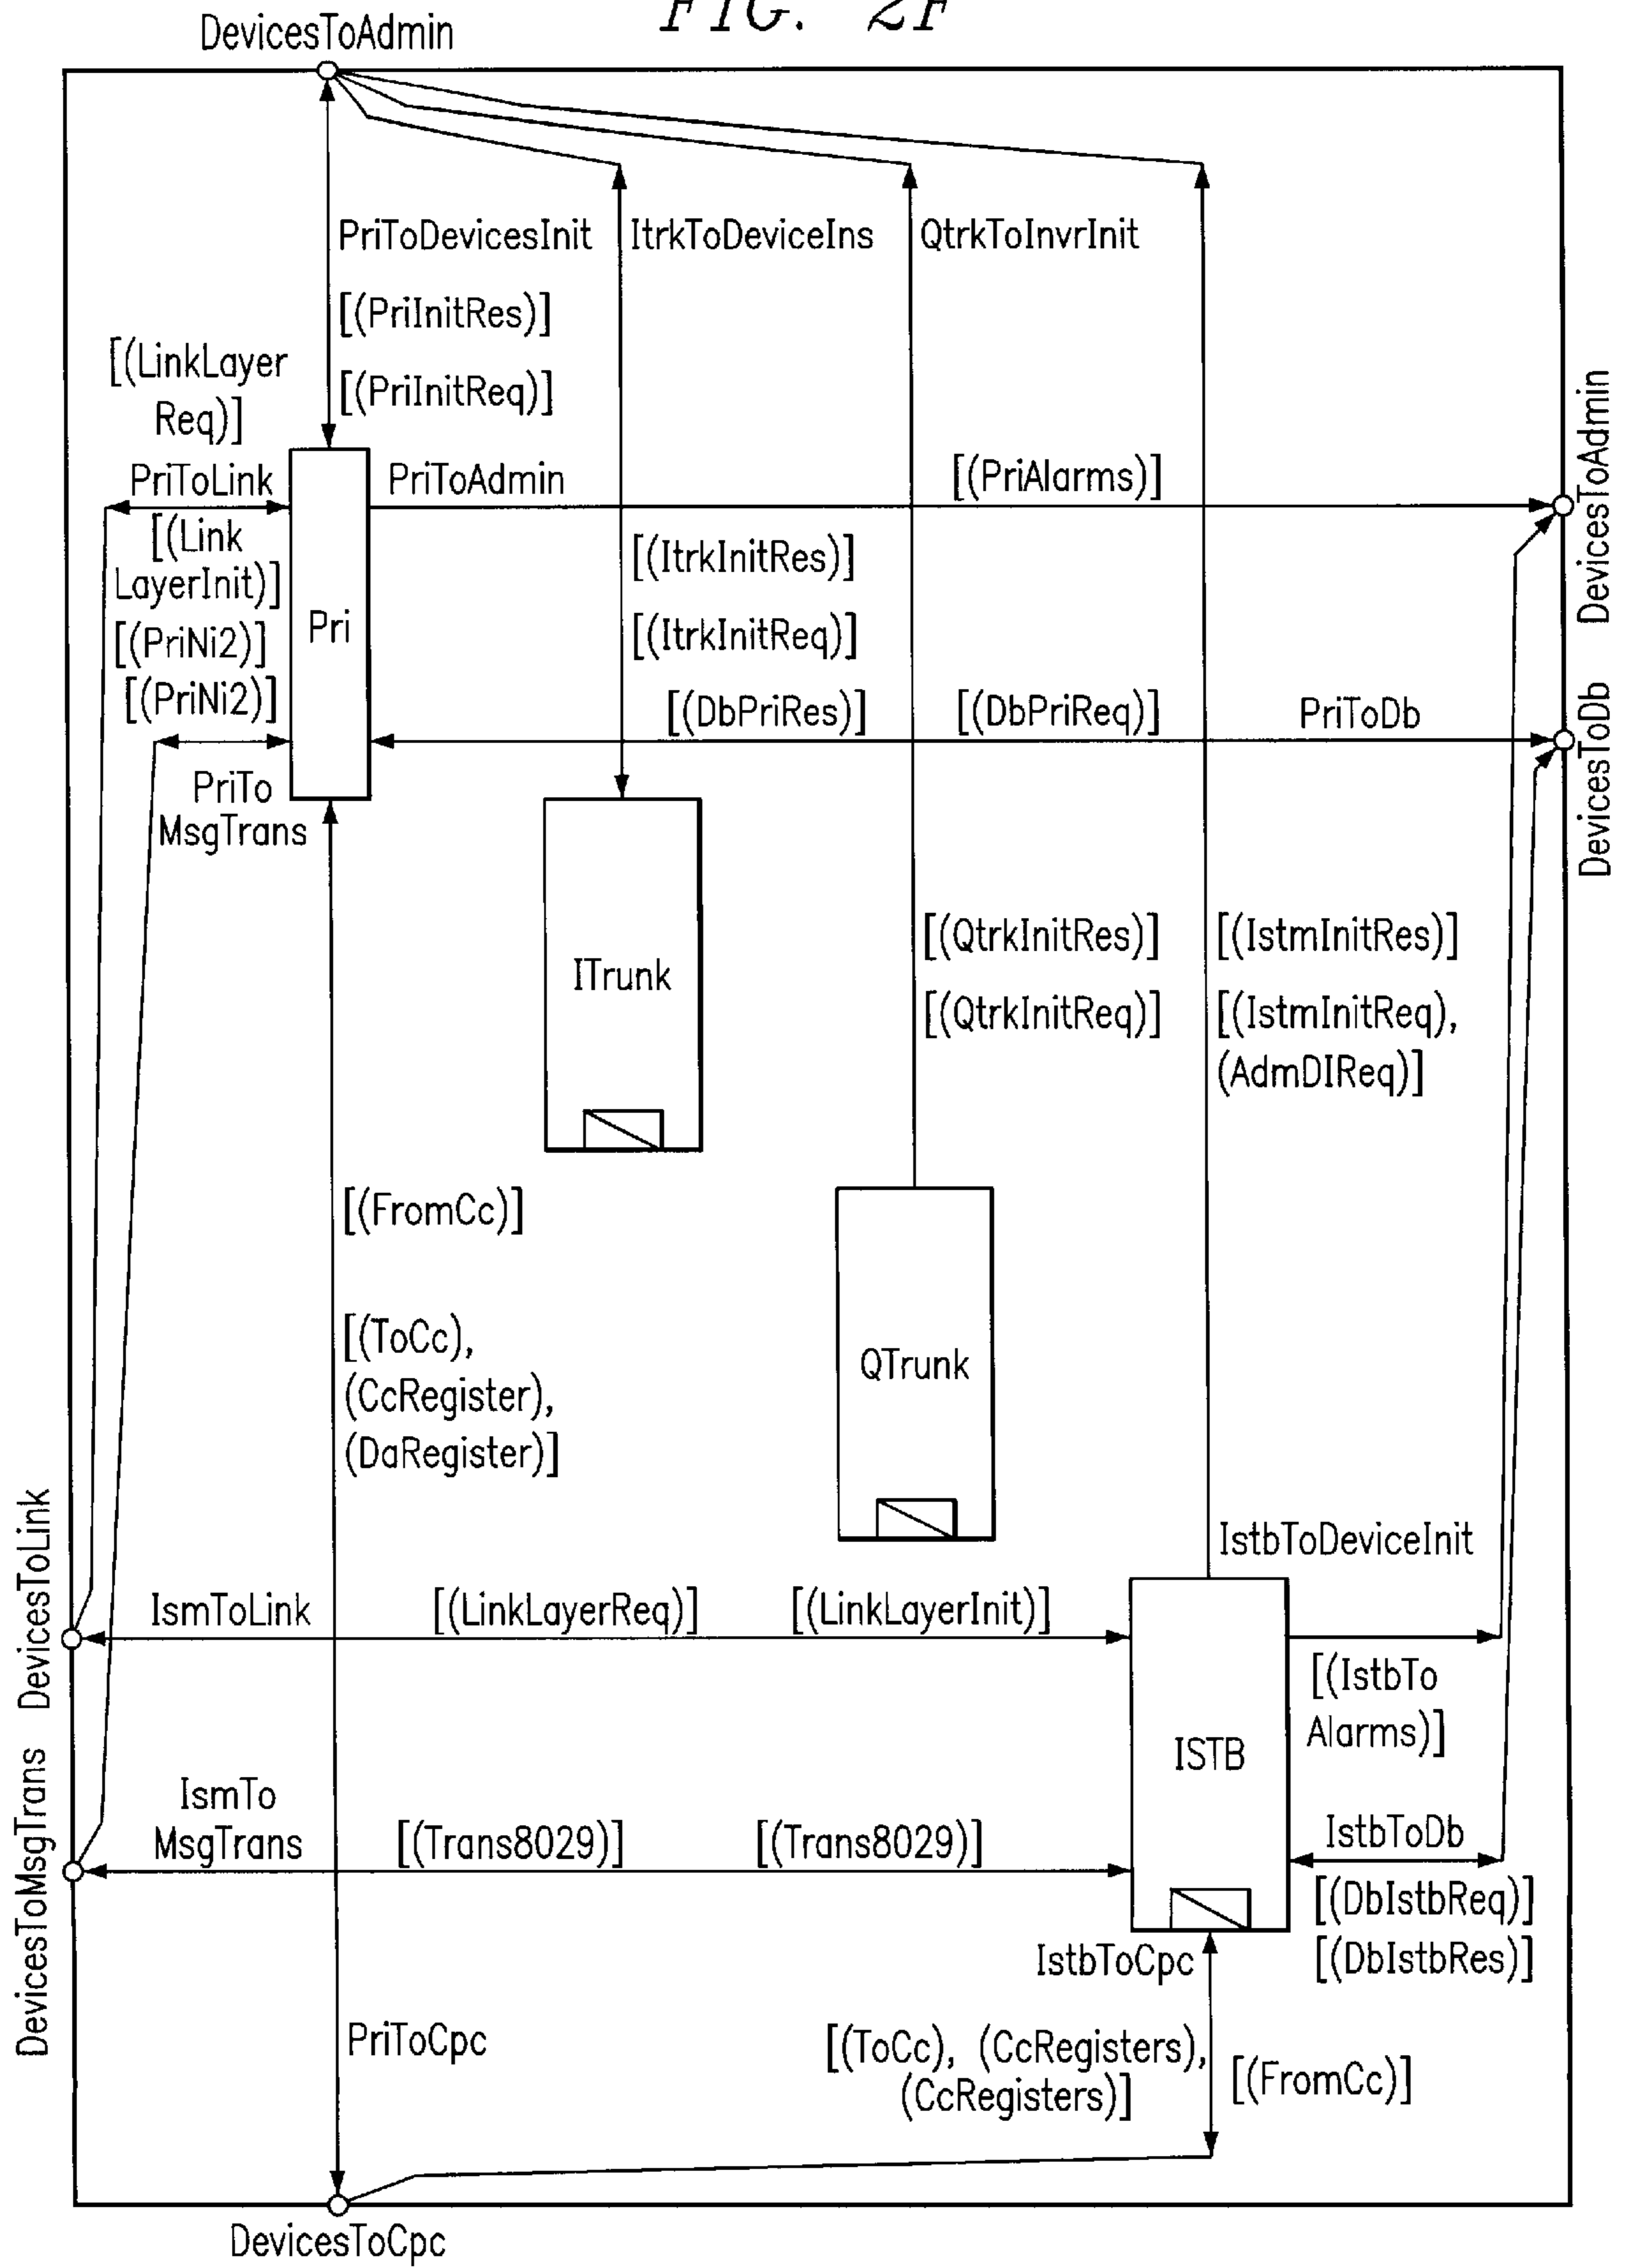 FIG. 2F
DevicesToAdmin
PriToDevicesInit
ItrkToDeviceIns
QtrkToInvrInit
[(PriInitRes)]
[(PriInitReq)]
[(LinkLayer
Req)]
PriToLink
[(Link
LayerInit)]
[(PriNi2)]
[(PriNi2)]
PriTo
MsgTrans
Pri
PriToAdmin
[(PriAlarms)]
DevicesToAdmin
[(ItrkInitRes)]
[(ItrkInitReq)]
[(DbPriRes)]
[(DbPriReq)]
PriToDb
DevicesToDb
ITrunk
[(QtrkInitRes)]
[(QtrkInitReq)]
[(IstmInitRes)]
[(IstmInitReq),
(AdmDIReq)]
[(FromCc)]
[(ToCc),
(CcRegister),
(DaRegister)]
QTrunk
IstbToDeviceInit
DevicesToLink
IsmToLink
[(LinkLayerReq)]
[(LinkLayerInit)]
[(IstbTo
Alarms)]
ISTB
DevicesToMsgTrans
IsmTo
MsgTrans
[(Trans8029)]
[(Trans8029)]
IstbToDb
[(DbIstbReq)]
[(DbIstbRes)]
IstbToCpc
PriToCpc
[(ToCc), (CcRegisters),
(CcRegisters)]
[(FromCc)]
DevicesToCpc